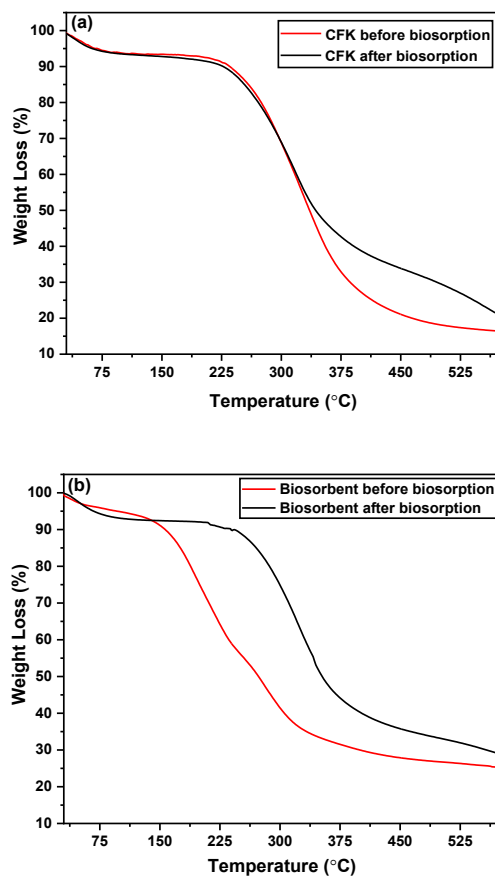 (a)
CFK before biosorption
CFK after biosorption
Weight Loss (%)
100
90
80
70
60
50
40
30
20
10
75 150 225 300 375 450 525
Temperature (°C)
(b)
Biosorbent before biosorption
Biosorbent after biosorption
Weight Loss (%)
100
90
80
70
60
50
40
30
20
10
75 150 225 300 375 450 525
Temperature (°C)